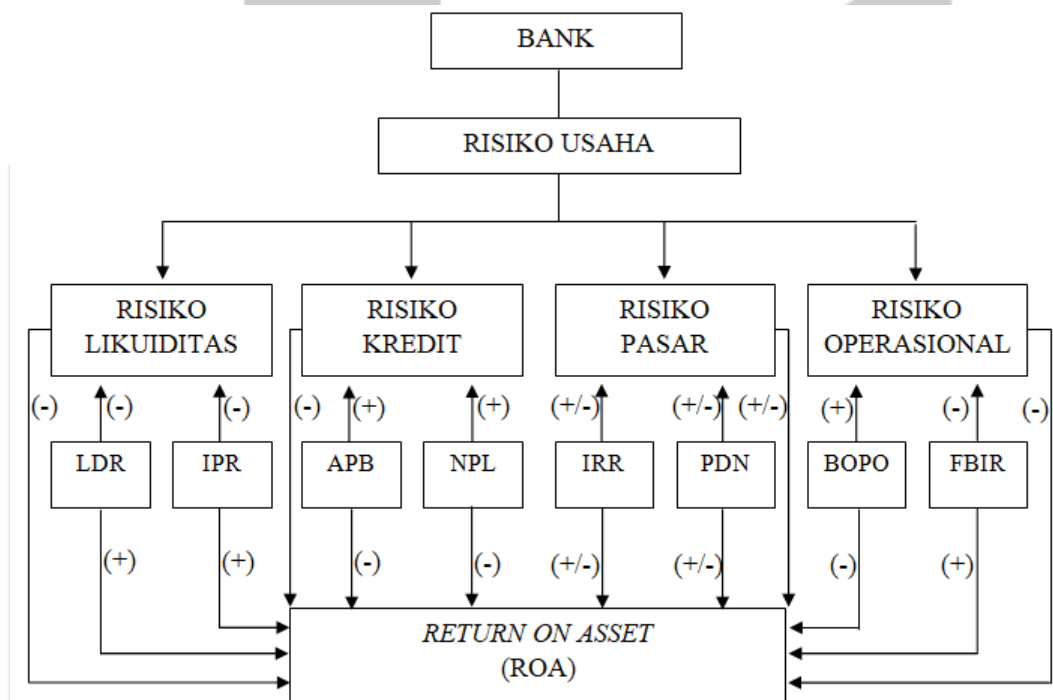 BANK
RISIKO USAHA
RISIKO
LIKUIDITAS
RISIKO
KREDIT
RISIKO
PASAR
RISIKO
OPERASIONAL
(-) (-) (-) (-) (+) (+) (+/-) (+/-) (+/-) (+) (-) (-)
LDR IPR APB NPL IRR PDN BOPO FBIR
(+) (+) (-) (-) (+/-) (+/-) (-) (+)
RETURN ON ASSET
(ROA)